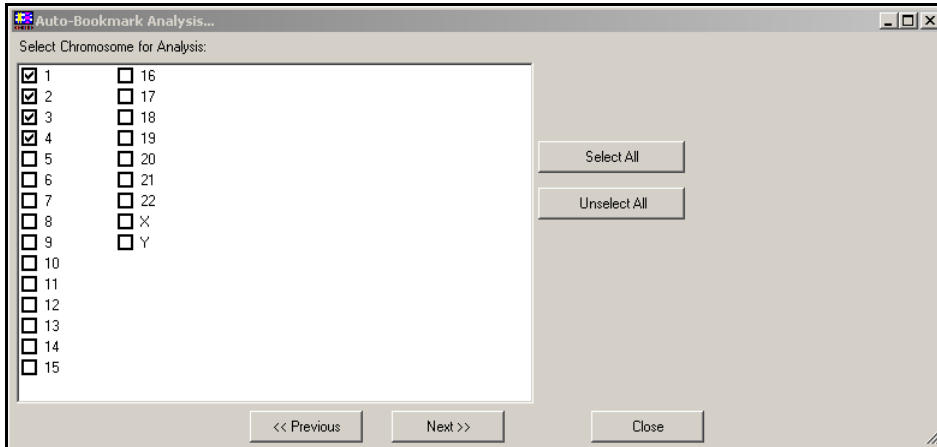 Auto-Bookmark Analysis...
Select Chromosome for Analysis:
1
2
3
4
5
6
7
8
9
10
11
12
13
14
15
16
17
18
19
20
21
22
X
Y
Select All
Unselect All
<< Previous
Next >>
Close